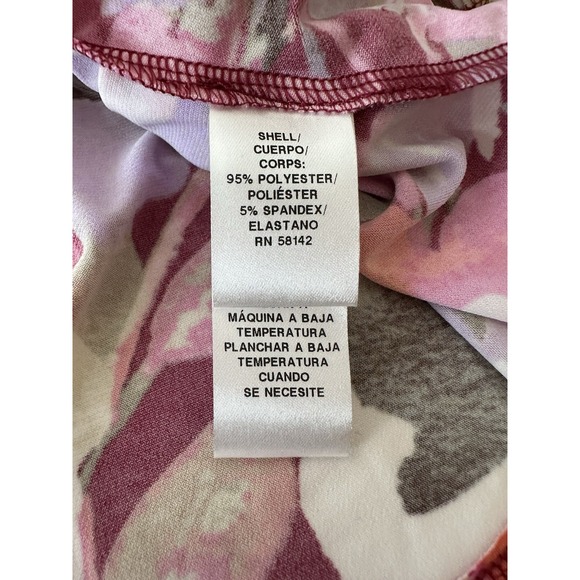 SHELL/
CUERPO/
CORPS:
95% POLYESTER/
POLIÉSTER
5% SPANDEX/
ELASTANO
RN 58142
MÁQUINA A BAJA
TEMPERATURA
PLANCHAR A BAJA
TEMPERATURA
CUANDO
SE NECESITE